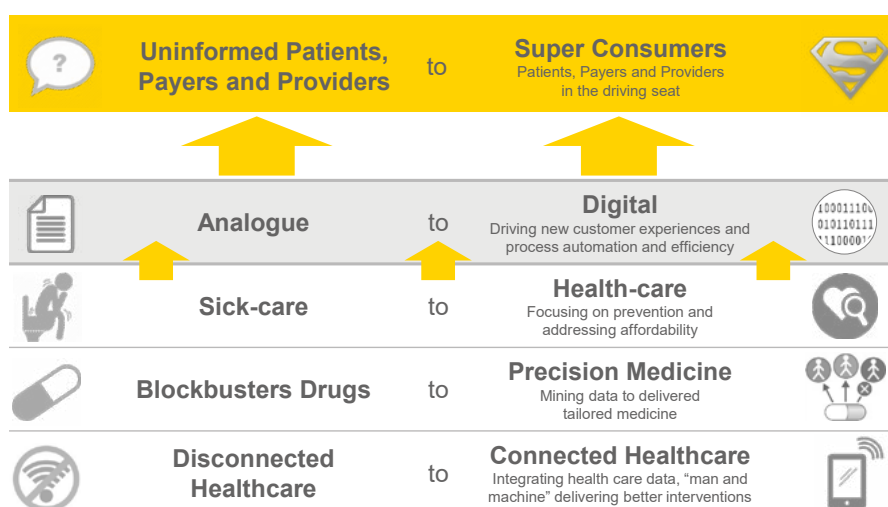 ?
Uninformed Patients,
Payers and Providers
to
Super Consumers
Patients, Payers and Providers
in the driving seat
S
Analogue
to
Digital
Driving new customer experiences and
process automation and efficiency
Sick-care
to
Health-care
Focusing on prevention and
addressing affordability
Blockbusters Drugs
to
Precision Medicine
Mining data to delivered
tailored medicine
Disconnected
Healthcare
to
Connected Healthcare
Integrating health care data, “man and
machine” delivering better interventions